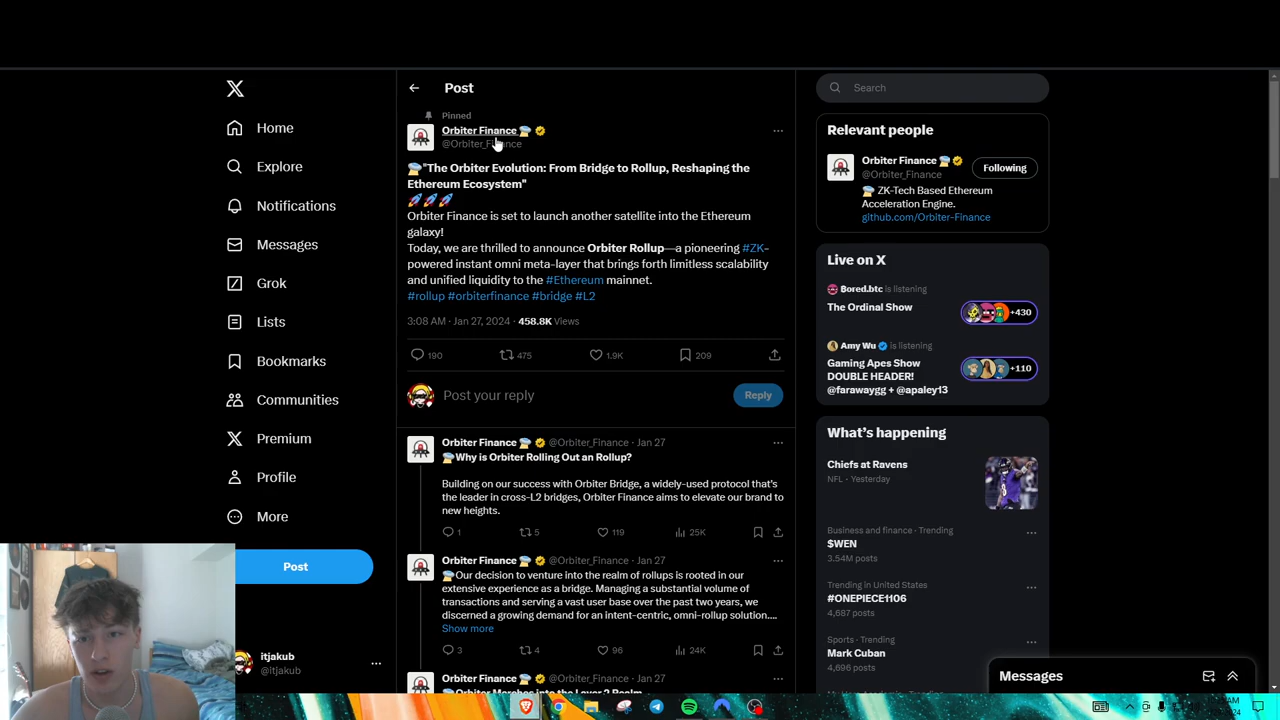 Home
Explore
Notifications
Messages
Grok
Lists
Bookmarks
Communities
Premium
Profile
More
Post
itjakub
@itjakub
Post
Pinned
Orbiter Finance
@Orbiter_Finance
"The Orbiter Evolution: From Bridge to Rollup, Reshaping the
Ethereum Ecosystem"
Orbiter Finance is set to launch another satellite into the Ethereum
galaxy!
Today, we are thrilled to announce Orbiter Rollup—a pioneering #ZK-
powered instant omni meta-layer that brings forth limitless scalability
and unified liquidity to the #Ethereum mainnet.
#rollup #orbiterfinance #bridge #L2
3:08 AM · Jan 27, 2024 · 458.8K Views
190 475 1.9K 209
Post your reply
Reply
Orbiter Finance @Orbiter_Finance · Jan 27
Why is Orbiter Rolling Out an Rollup?
Building on our success with Orbiter Bridge, a widely-used protocol that's
the leader in cross-L2 bridges, Orbiter Finance aims to elevate our brand to
new heights.
1 5 119 25K
Orbiter Finance @Orbiter_Finance · Jan 27
Our decision to venture into the realm of rollups is rooted in our
extensive experience as a bridge. Managing a substantial volume of
transactions and serving a vast user base over the past two years, we
discerned a growing demand for an intent-centric, omni-rollup solution....
Show more
3 4 96 24K
Orbiter Finance @Orbiter_Finance · Jan 27
Orbiter Marches into the Layer 2 Realm
Search
Relevant people
Orbiter Finance
@Orbiter_Finance
Following
ZK-Tech Based Ethereum
Acceleration Engine.
github.com/Orbiter-Finance
Live on X
Bored.btc is listening
The Ordinal Show
+430
Amy Wu is listening
Gaming Apes Show
DOUBLE HEADER!
@farawaygg + @apaley13
+110
What's happening
Chiefs at Ravens
NFL · Yesterday
Business and finance · Trending
$WEN
3.54M posts
Trending in United States
#ONEPIECE1106
4,687 posts
Sports · Trending
Mark Cuban
4,696 posts
Messages